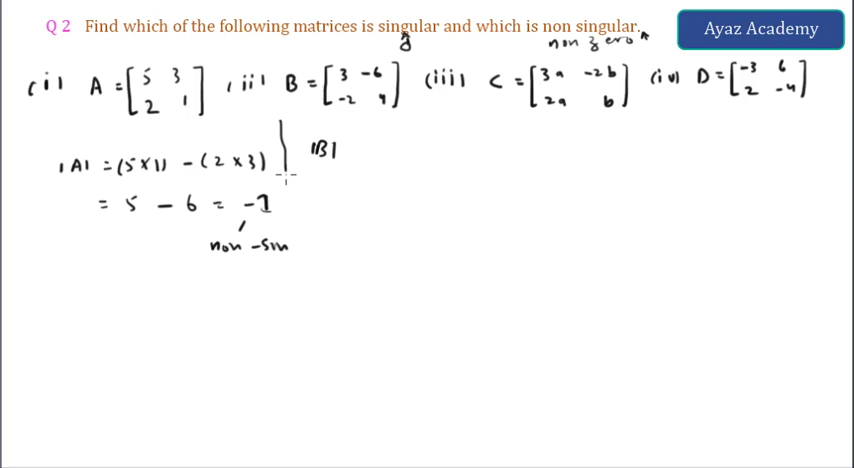 Q 2 Find which of the following matrices is singular and which is non singular.
Ayaz Academy
z
non zero
(i) A = [5 3 (ii) B = [3 -6 (iii) C = [3a -2b (iv) D = [-3 6
2 1] -2 4] 2a b] 2 -4]
|A| = (5 × 1) - (2 × 3) |B|
= 5 - 6 = -1
non -sin